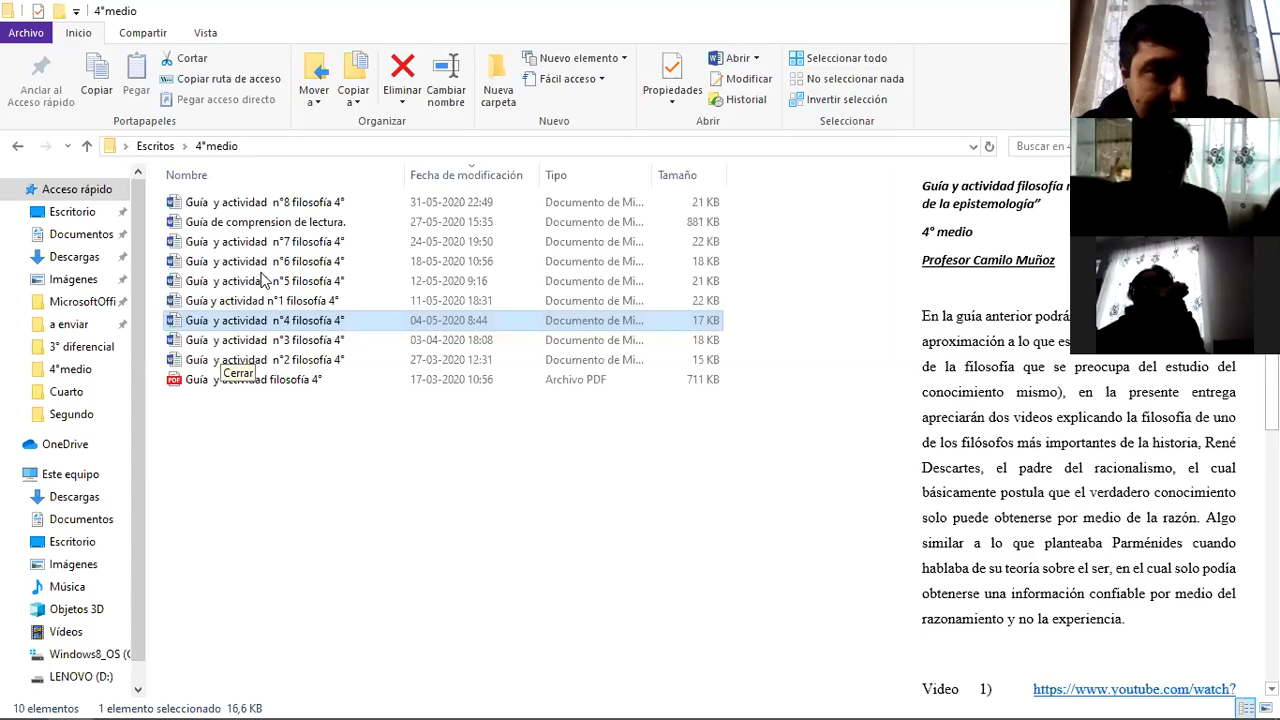 4°medio
Archivo Inicio Compartir Vista
Anclar al Acceso rápido
Copiar
Pegar
Cortar
Copiar ruta de acceso
Pegar acceso directo
Portapapeles
Mover a
Copiar a
Eliminar
Cambiar nombre
Organizar
Nueva carpeta
Nuevo elemento
Fácil acceso
Nuevo
Propiedades
Abrir
Modificar
Historial
Abrir
Seleccionar todo
No seleccionar nada
Invertir selección
Seleccionar
Escritos > 4°medio
Buscar en 4
Nombre Fecha de modificación Tipo Tamaño
Guía y actividad n°8 filosofía 4° 31-05-2020 22:49 Documento de Mi... 21 KB
Guía de comprension de lectura. 27-05-2020 15:35 Documento de Mi... 881 KB
Guía y actividad n°7 filosofía 4° 24-05-2020 19:50 Documento de Mi... 22 KB
Guía y actividad n°6 filosofía 4° 18-05-2020 10:56 Documento de Mi... 18 KB
Guía y actividad n°5 filosofía 4° 12-05-2020 9:16 Documento de Mi... 21 KB
Guía y actividad n°1 filosofía 4° 11-05-2020 18:31 Documento de Mi... 22 KB
Guía y actividad n°4 filosofía 4° 04-05-2020 8:44 Documento de Mi... 17 KB
Guía y actividad n°3 filosofía 4° 03-04-2020 18:08 Documento de Mi... 18 KB
Guía y actividad n°2 filosofía 4° 27-03-2020 12:31 Documento de Mi... 15 KB
Cerrar
Guía y actividad filosofía 4° 17-03-2020 10:56 Archivo PDF 711 KB
Acceso rápido
Escritorio
Documentos
Descargas
Imágenes
MicrosoftOffi
a enviar
3° diferencial
4°medio
Cuarto
Segundo
OneDrive
Este equipo
Descargas
Documentos
Escritorio
Imágenes
Música
Objetos 3D
Vídeos
Windows8_OS (C
LENOVO (D:)
10 elementos 1 elemento seleccionado 16,6 KB
Guía y actividad filosofía
de la epistemología”
4° medio
Profesor Camilo Muñoz
En la guía anterior podrá
aproximación a lo que es
de la filosofía que se preocupa del estudio del
conocimiento mismo), en la presente entrega
apreciarán dos videos explicando la filosofía de uno
de los filósofos más importantes de la historia, René
Descartes, el padre del racionalismo, el cual
básicamente postula que el verdadero conocimiento
solo puede obtenerse por medio de la razón. Algo
similar a lo que planteaba Parménides cuando
hablaba de su teoría sobre el ser, en el cual solo podía
obtenerse una información confiable por medio del
razonamiento y no la experiencia.
Video 1) https://www.youtube.com/watch?